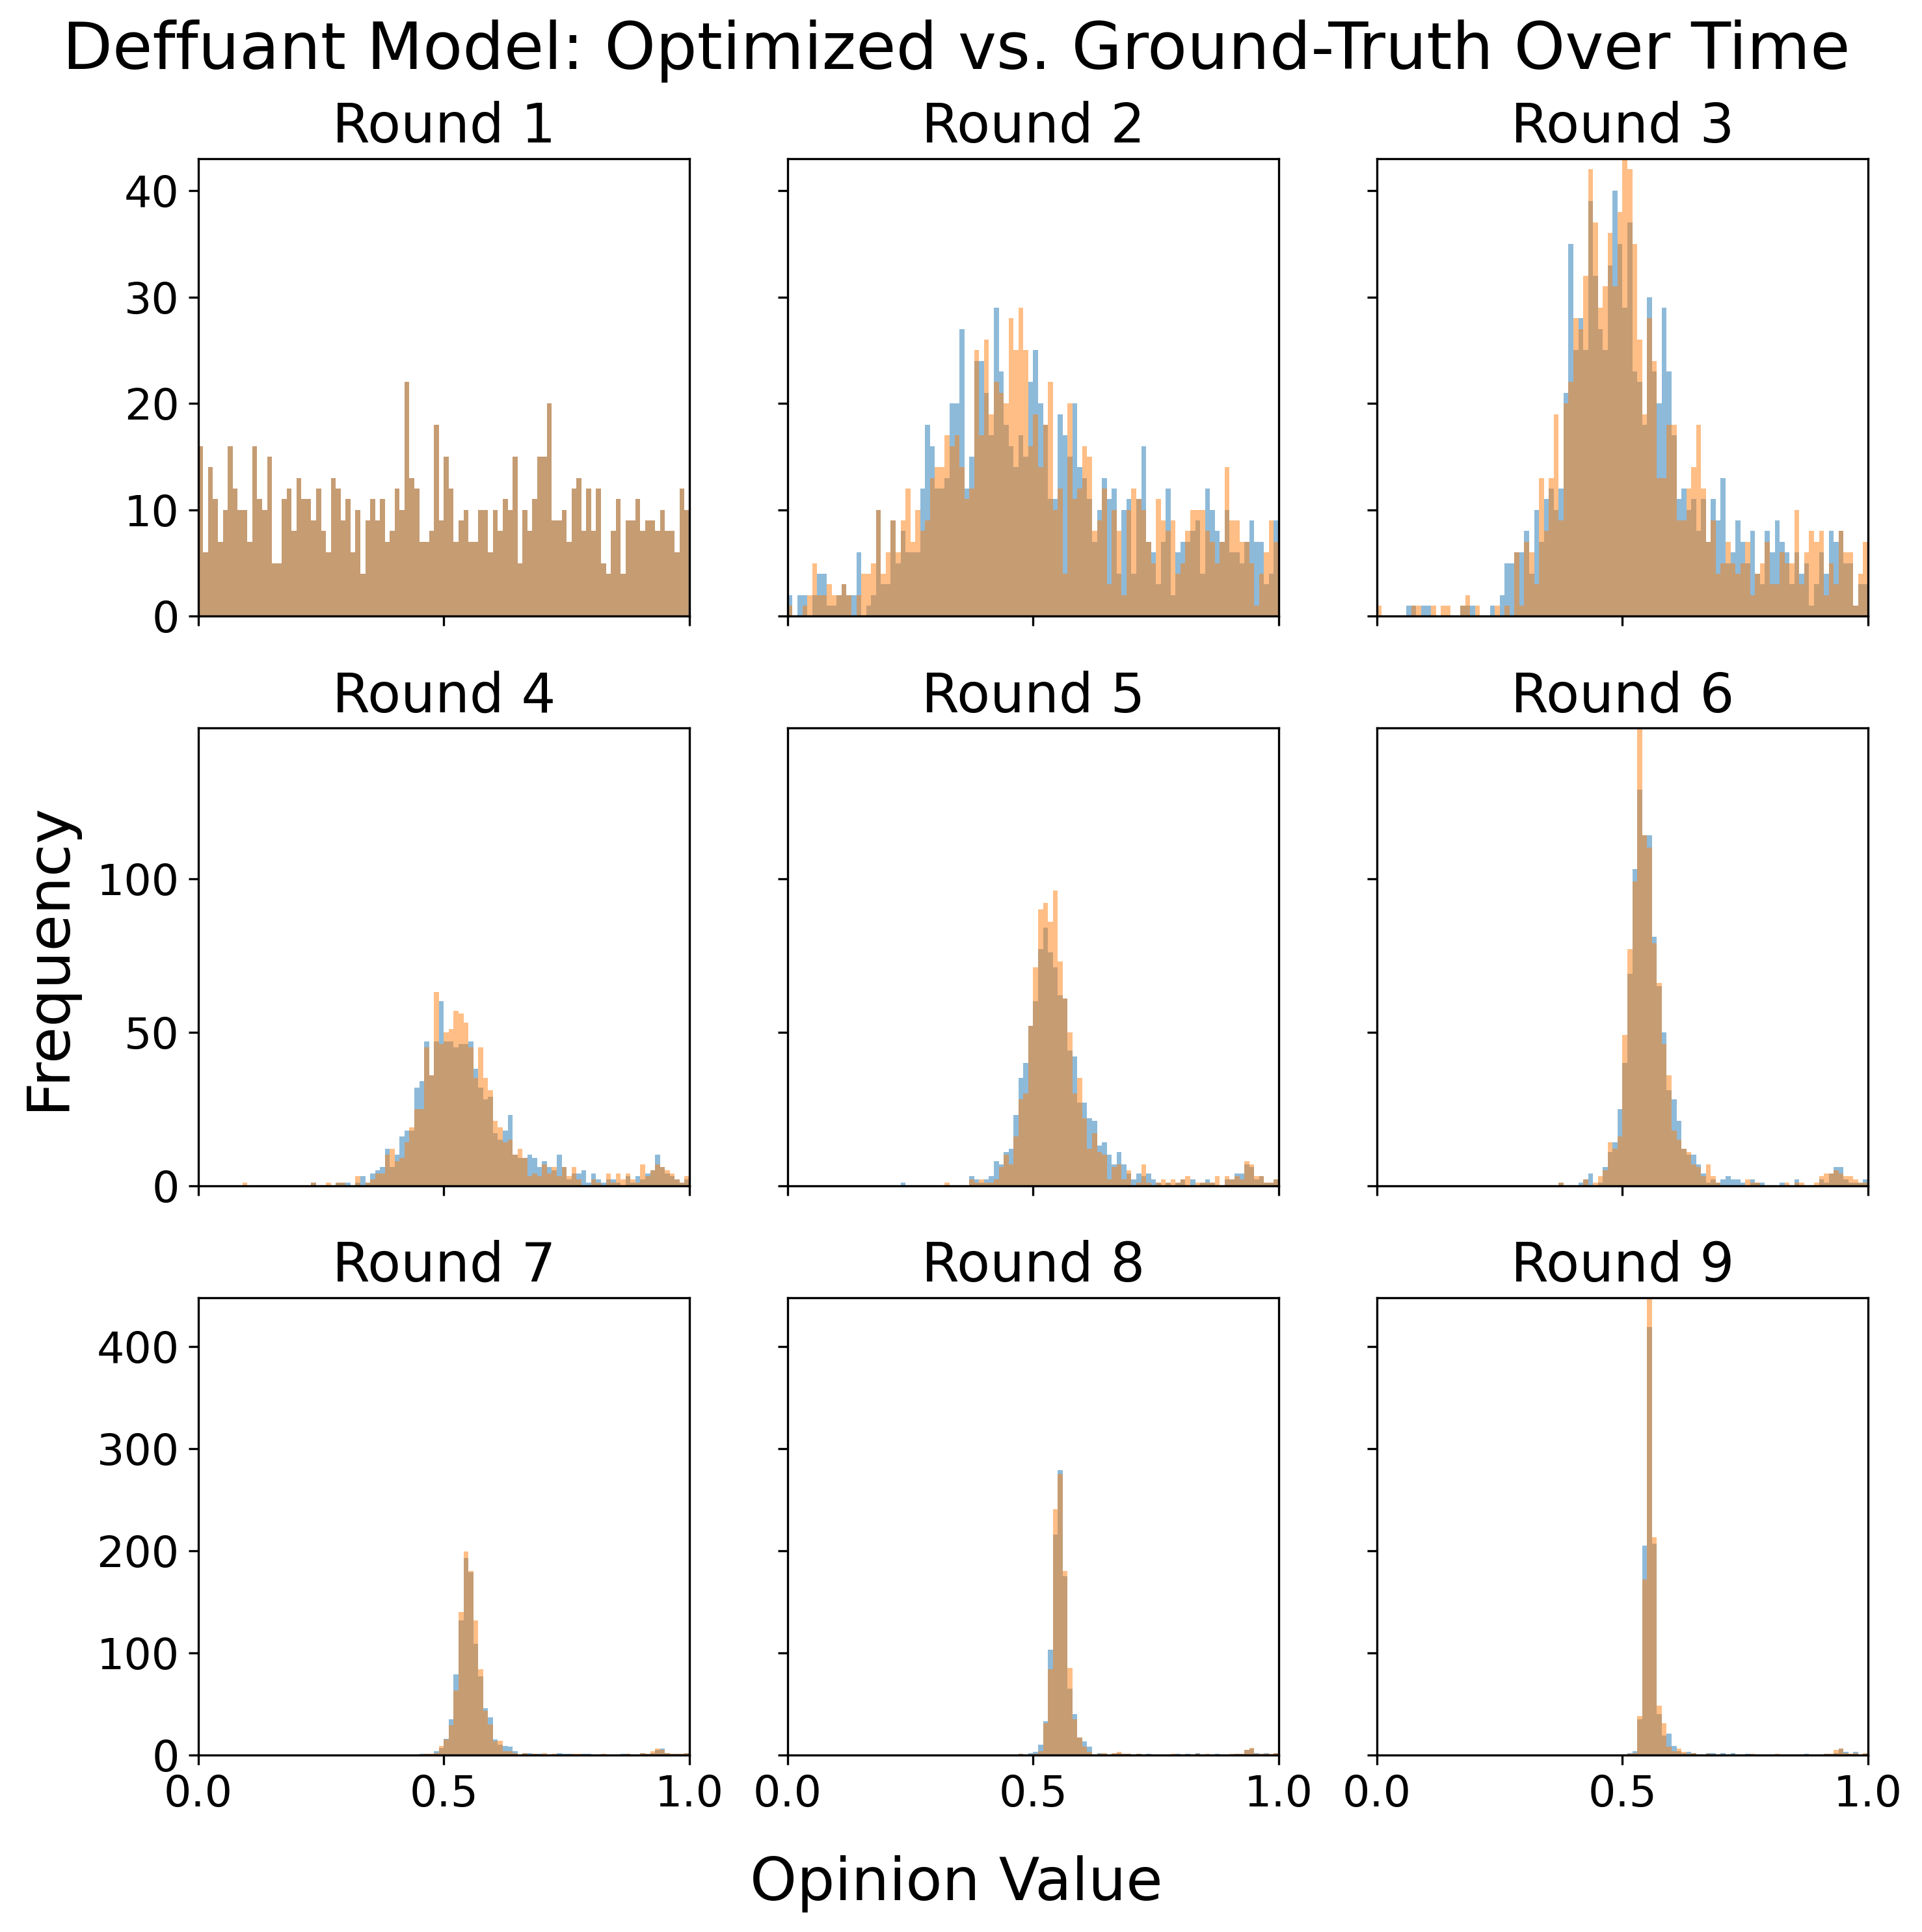 Deffuant Model: Optimized vs. Ground-Truth Over Time
Round 1
Round 2
Round 3
40
30
20
10
0
Round 4
Round 5
Round 6
100
50
0
Frequency
Round 7
Round 8
Round 9
400
300
200
100
0
0.0 0.5 1.0
0.0 0.5 1.0
0.0 0.5 1.0
Opinion Value